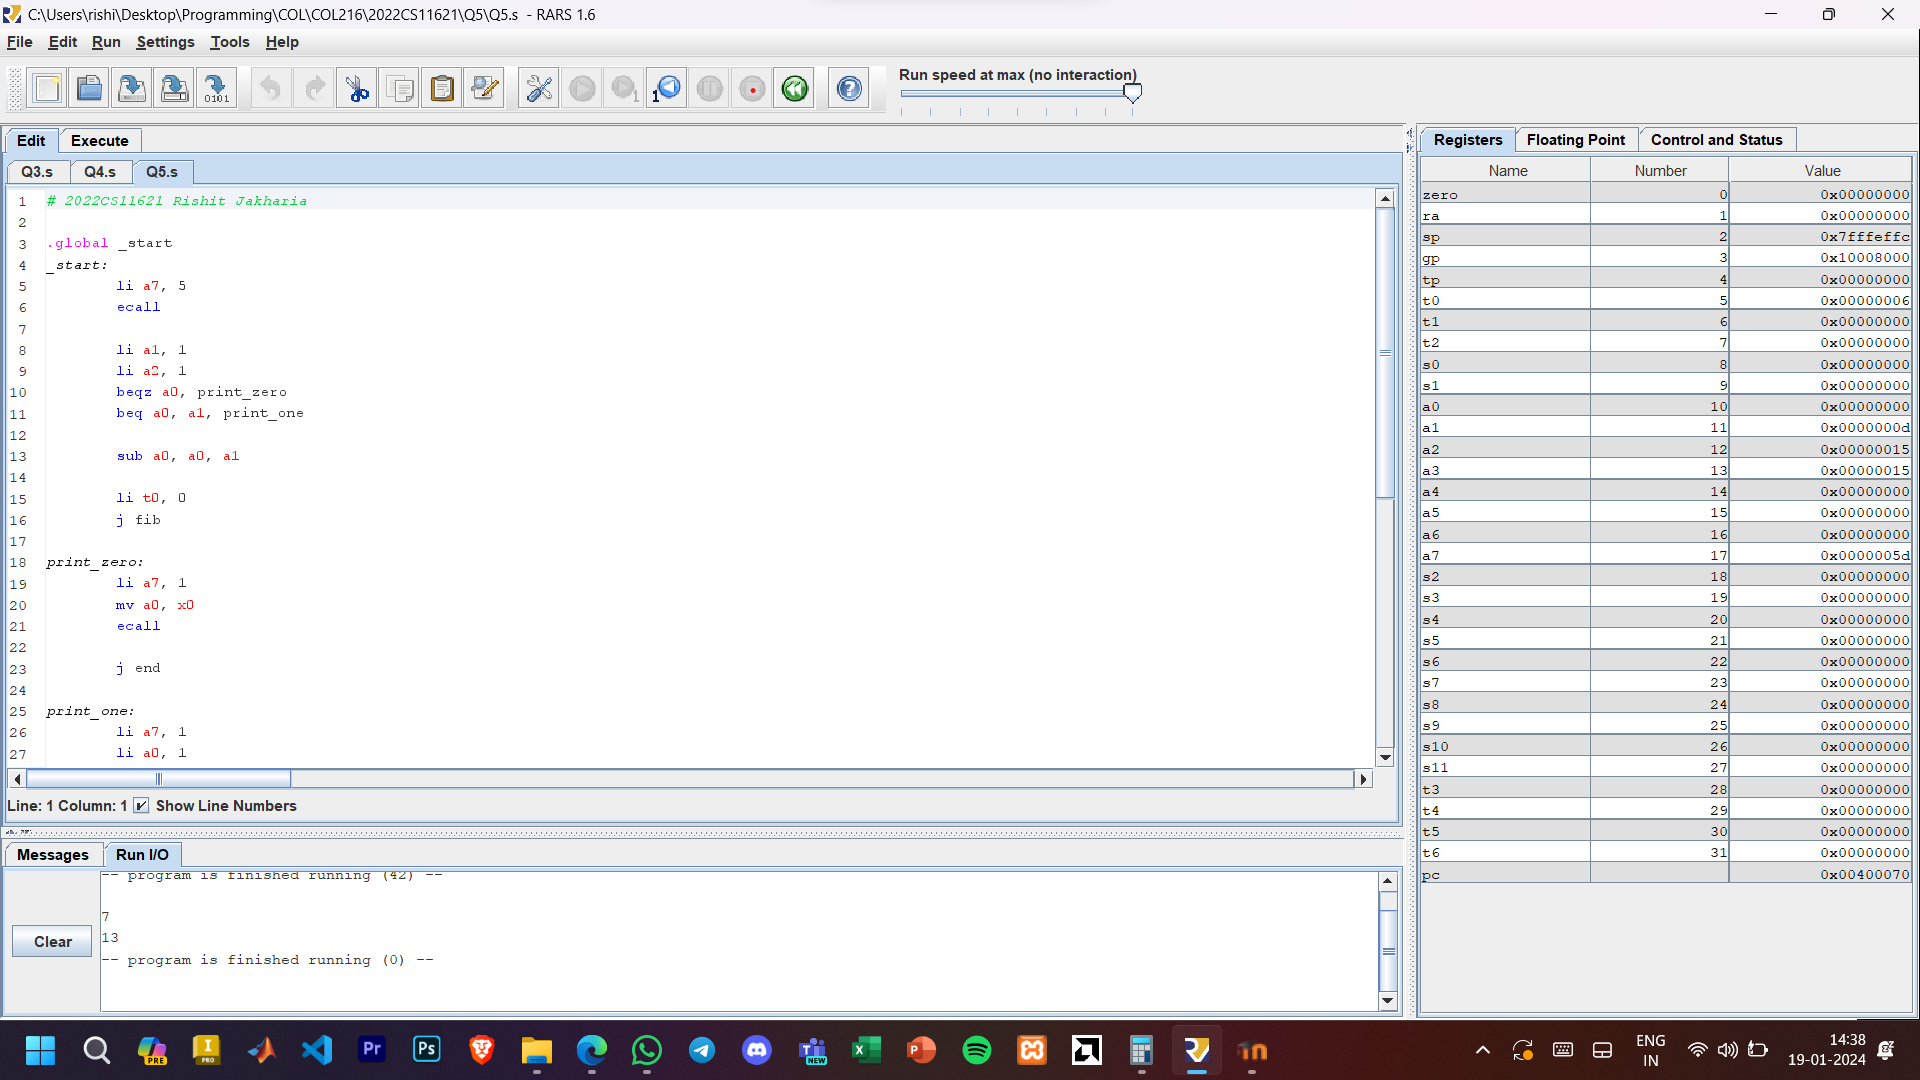 C:\Users\rishi\Desktop\Programming\COL\COL216\2022CS11621\Q5\Q5.s - RARS 1.6
File Edit Run Settings Tools Help
Run speed at max (no interaction)
Edit Execute
Q3.s Q4.s Q5.s
1 # 2022CS11621 Rishit Jakharia
2
3 .global _start
4 _start:
5 li a7, 5
6 ecall
7
8 li a1, 1
9 li a2, 1
10 beqz a0, print_zero
11 beq a0, a1, print_one
12
13 sub a0, a0, a1
14
15 li t0, 0
16 j fib
17
18 print_zero:
19 li a7, 1
20 mv a0, x0
21 ecall
22
23 j end
24
25 print_one:
26 li a7, 1
27 li a0, 1
Line: 1 Column: 1 Show Line Numbers
Messages Run I/O
Clear
-- program is finished running (42) --
7
13
-- program is finished running (0) --
Registers Floating Point Control and Status
Name Number Value
zero 0 0x00000000
ra 1 0x00000000
sp 2 0x7fffeffc
gp 3 0x10008000
tp 4 0x00000000
t0 5 0x00000006
t1 6 0x00000000
t2 7 0x00000000
s0 8 0x00000000
s1 9 0x00000000
a0 10 0x00000000
a1 11 0x0000000d
a2 12 0x00000015
a3 13 0x00000015
a4 14 0x00000000
a5 15 0x00000000
a6 16 0x00000000
a7 17 0x0000005d
s2 18 0x00000000
s3 19 0x00000000
s4 20 0x00000000
s5 21 0x00000000
s6 22 0x00000000
s7 23 0x00000000
s8 24 0x00000000
s9 25 0x00000000
s10 26 0x00000000
s11 27 0x00000000
t3 28 0x00000000
t4 29 0x00000000
t5 30 0x00000000
t6 31 0x00000000
pc 0x00400070
ENG
IN
14:38
19-01-2024